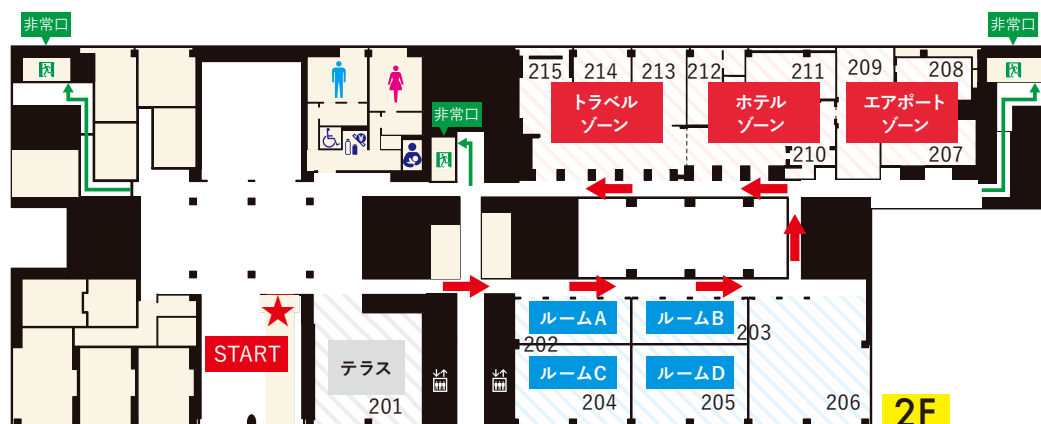 非常口
非常口
215
214
213
212
211
209
208
トラベル
ゾーン
ホテル
ゾーン
エアポート
ゾーン
非常口
210
207
ルームA
ルームB
203
202
START
テラス
ルームC
ルームD
201
204
205
206
2F